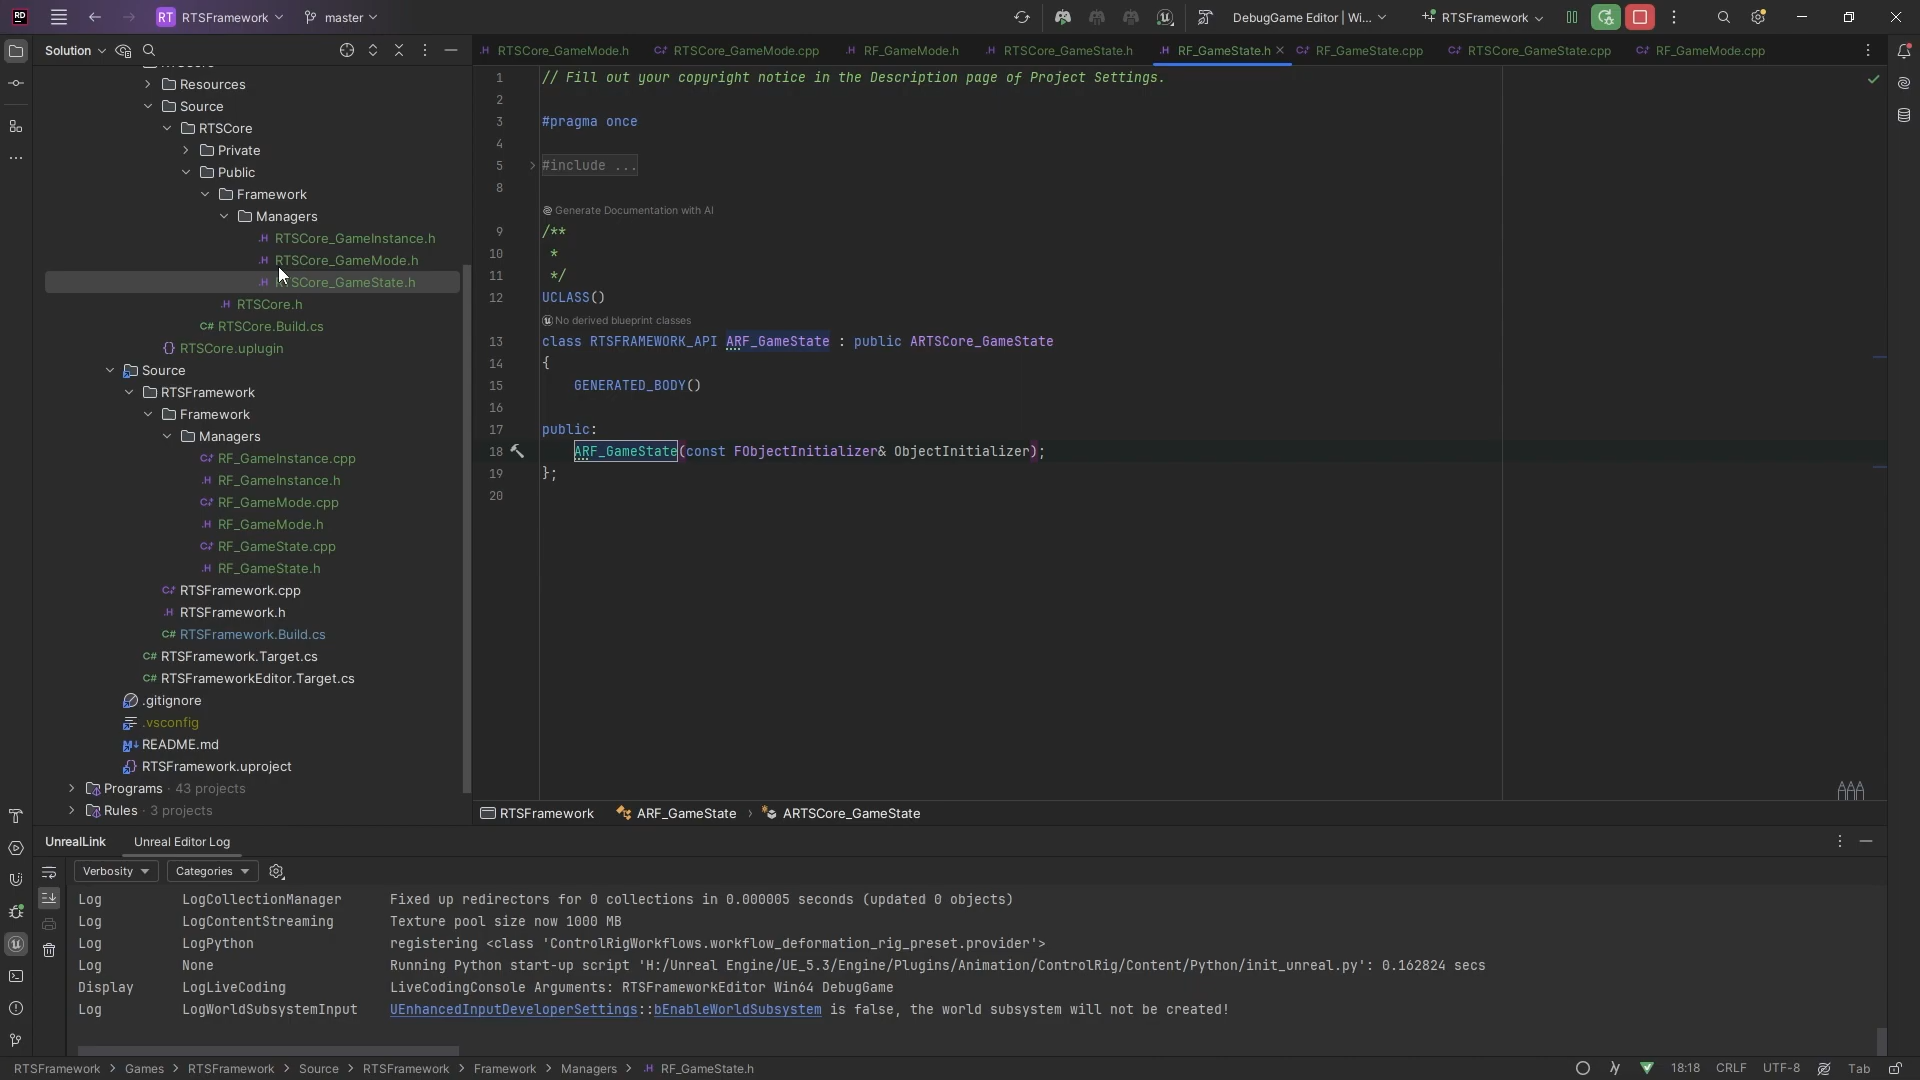 RD
RT RTSFramework
master
DebugGame Editor | Wi...
RTSFramework
Solution
RTSCore_GameMode.h
RTSCore_GameMode.cpp
RF_GameMode.h
RTSCore_GameState.h
RF_GameState.h
RF_GameState.cpp
RTSCore_GameState.cpp
RF_GameMode.cpp
Resources
Source
RTSCore
Private
Public
Framework
Managers
.H RTSCore_GameInstance.h
.H RTSCore_GameMode.h
.H RTSCore_GameState.h
.H RTSCore.h
C# RTSCore.Build.cs
{} RTSCore.uplugin
Source
RTSFramework
Framework
Managers
RF_GameInstance.cpp
.H RF_GameInstance.h
RF_GameMode.cpp
.H RF_GameMode.h
RF_GameState.cpp
.H RF_GameState.h
RTSFramework.cpp
.H RTSFramework.h
C# RTSFramework.Build.cs
C# RTSFramework.Target.cs
C# RTSFrameworkEditor.Target.cs
.gitignore
.vsconfig
README.md
RTSFramework.uproject
Programs · 43 projects
Rules · 3 projects
1 // Fill out your copyright notice in the Description page of Project Settings.
2
3 #pragma once
4
5 #include ...
8
Generate Documentation with AI
9 /**
10 *
11 */
12 UCLASS()
No derived blueprint classes
13 class RTSFRAMEWORK_API ARF_GameState : public ARTSCore_GameState
14 {
15 GENERATED_BODY()
16
17 public:
18 ARF_GameState(const FObjectInitializer& ObjectInitializer);
19 };
20
RTSFramework
ARF_GameState
ARTSCore_GameState
UnrealLink
Unreal Editor Log
Verbosity
Categories
Log LogCollectionManager Fixed up redirectors for 0 collections in 0.000005 seconds (updated 0 objects)
Log LogContentStreaming Texture pool size now 1000 MB
Log LogPython registering <class 'ControlRigWorkflows.workflow_deformation_rig_preset.provider'>
Log None Running Python start-up script 'H:/Unreal Engine/UE_5.3/Engine/Plugins/Animation/ControlRig/Content/Python/init_unreal.py': 0.162824 secs
Display LogLiveCoding LiveCodingConsole Arguments: RTSFrameworkEditor Win64 DebugGame
Log LogWorldSubsystemInput UEnhancedInputDeveloperSettings::bEnableWorldSubsystem is false, the world subsystem will not be created!
RTSFramework > Games > RTSFramework > Source > RTSFramework > Framework > Managers > .H RF_GameState.h
18:18 CRLF UTF-8 Tab